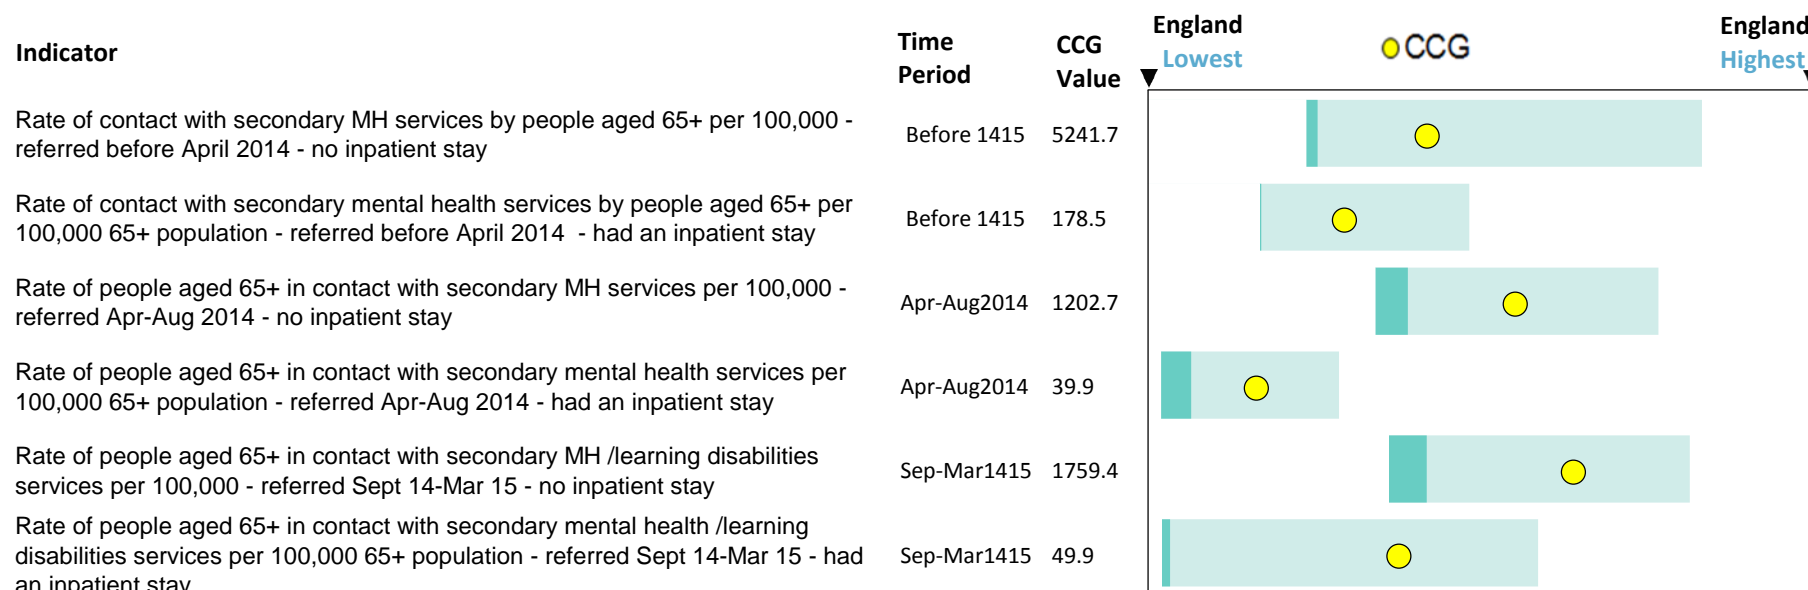 Indicator
Time Period
CCG Value
England Lowest
CCG
England Highest
Rate of contact with secondary MH services by people aged 65+ per 100,000 -
referred before April 2014 - no inpatient stay
Before 1415 5241.7
Rate of contact with secondary mental health services by people aged 65+ per
100,000 65+ population - referred before April 2014 - had an inpatient stay
Before 1415 178.5
Rate of people aged 65+ in contact with secondary MH services per 100,000 -
referred Apr-Aug 2014 - no inpatient stay
Apr-Aug2014 1202.7
Rate of people aged 65+ in contact with secondary mental health services per
100,000 65+ population - referred Apr-Aug 2014 - had an inpatient stay
Apr-Aug2014 39.9
Rate of people aged 65+ in contact with secondary MH /learning disabilities
services per 100,000 - referred Sept 14-Mar 15 - no inpatient stay
Sep-Mar1415 1759.4
Rate of people aged 65+ in contact with secondary mental health /learning
disabilities services per 100,000 65+ population - referred Sept 14-Mar 15 - had
an inpatient stay
Sep-Mar1415 49.9